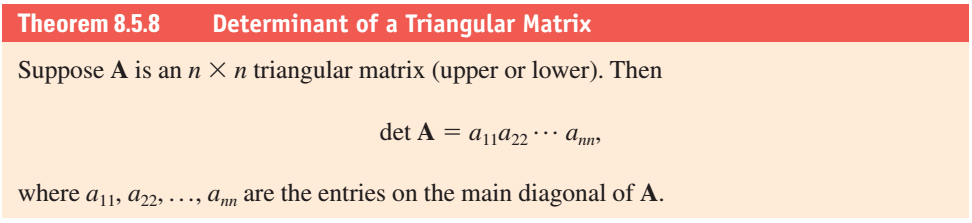 Theorem 8.5.8 Determinant of a Triangular Matrix
Suppose A is an n × n triangular matrix (upper or lower). Then
det A = a₁₁a₂₂ ··· aₙₙ,
where a₁₁, a₂₂, …, aₙₙ are the entries on the main diagonal of A.